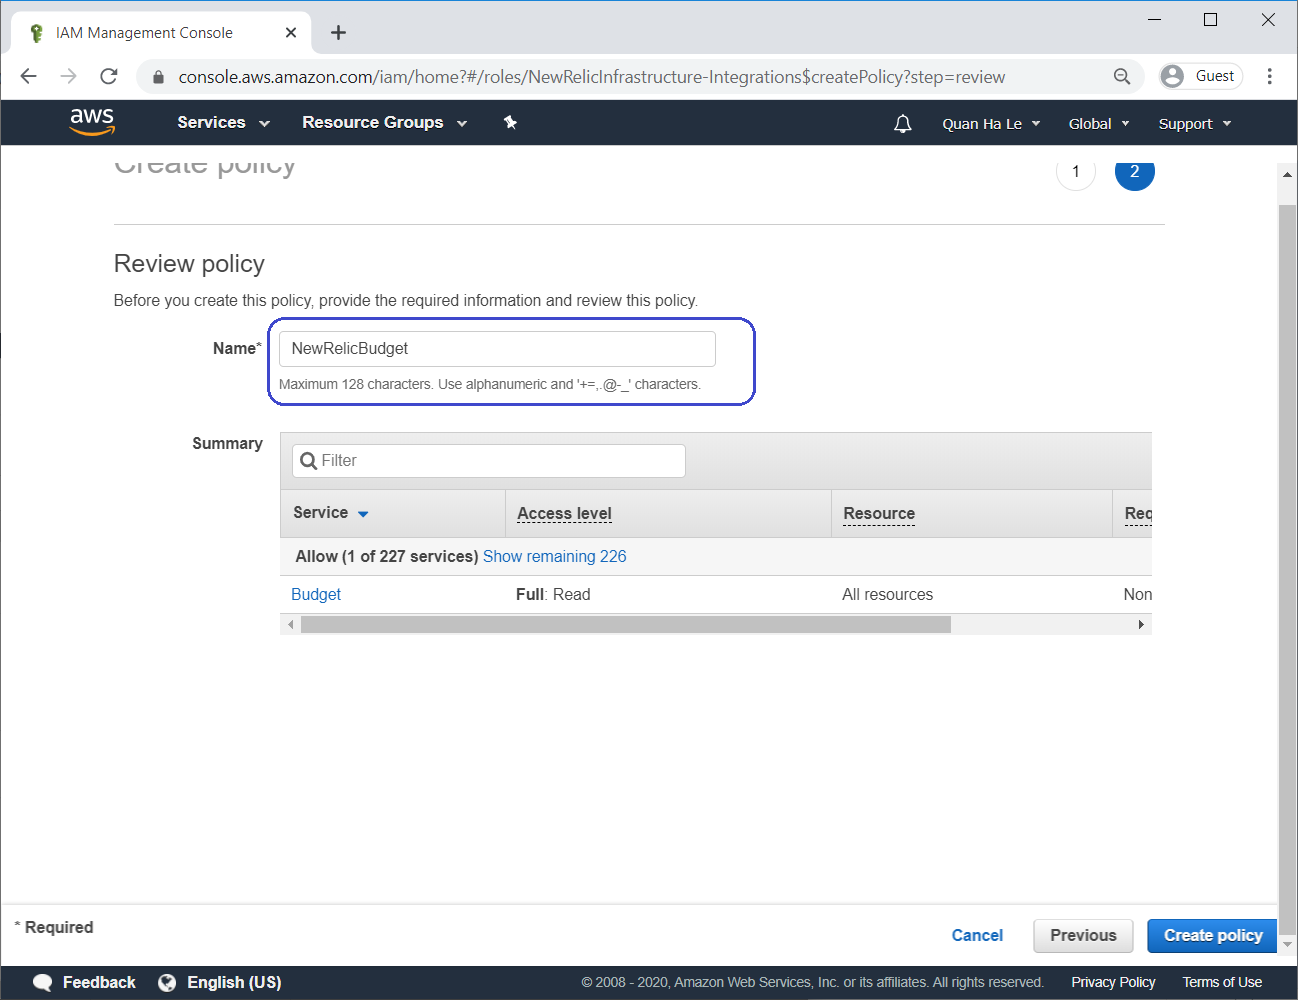 IAM Management Console
console.aws.amazon.com/iam/home?#/roles/NewRelicInfrastructure-Integrations$createPolicy?step=review
Guest
aws Services Resource Groups Quan Ha Le Global Support
Create policy 1 2
Review policy
Before you create this policy, provide the required information and review this policy.
Name* NewRelicBudget
Maximum 128 characters. Use alphanumeric and '+=,.@-_' characters.
Summary Filter
Service Access level Resource Req
Allow (1 of 227 services) Show remaining 226
Budget Full: Read All resources Non
* Required
Cancel Previous Create policy
Feedback English (US) © 2008 - 2020, Amazon Web Services, Inc. or its affiliates. All rights reserved. Privacy Policy Terms of Use